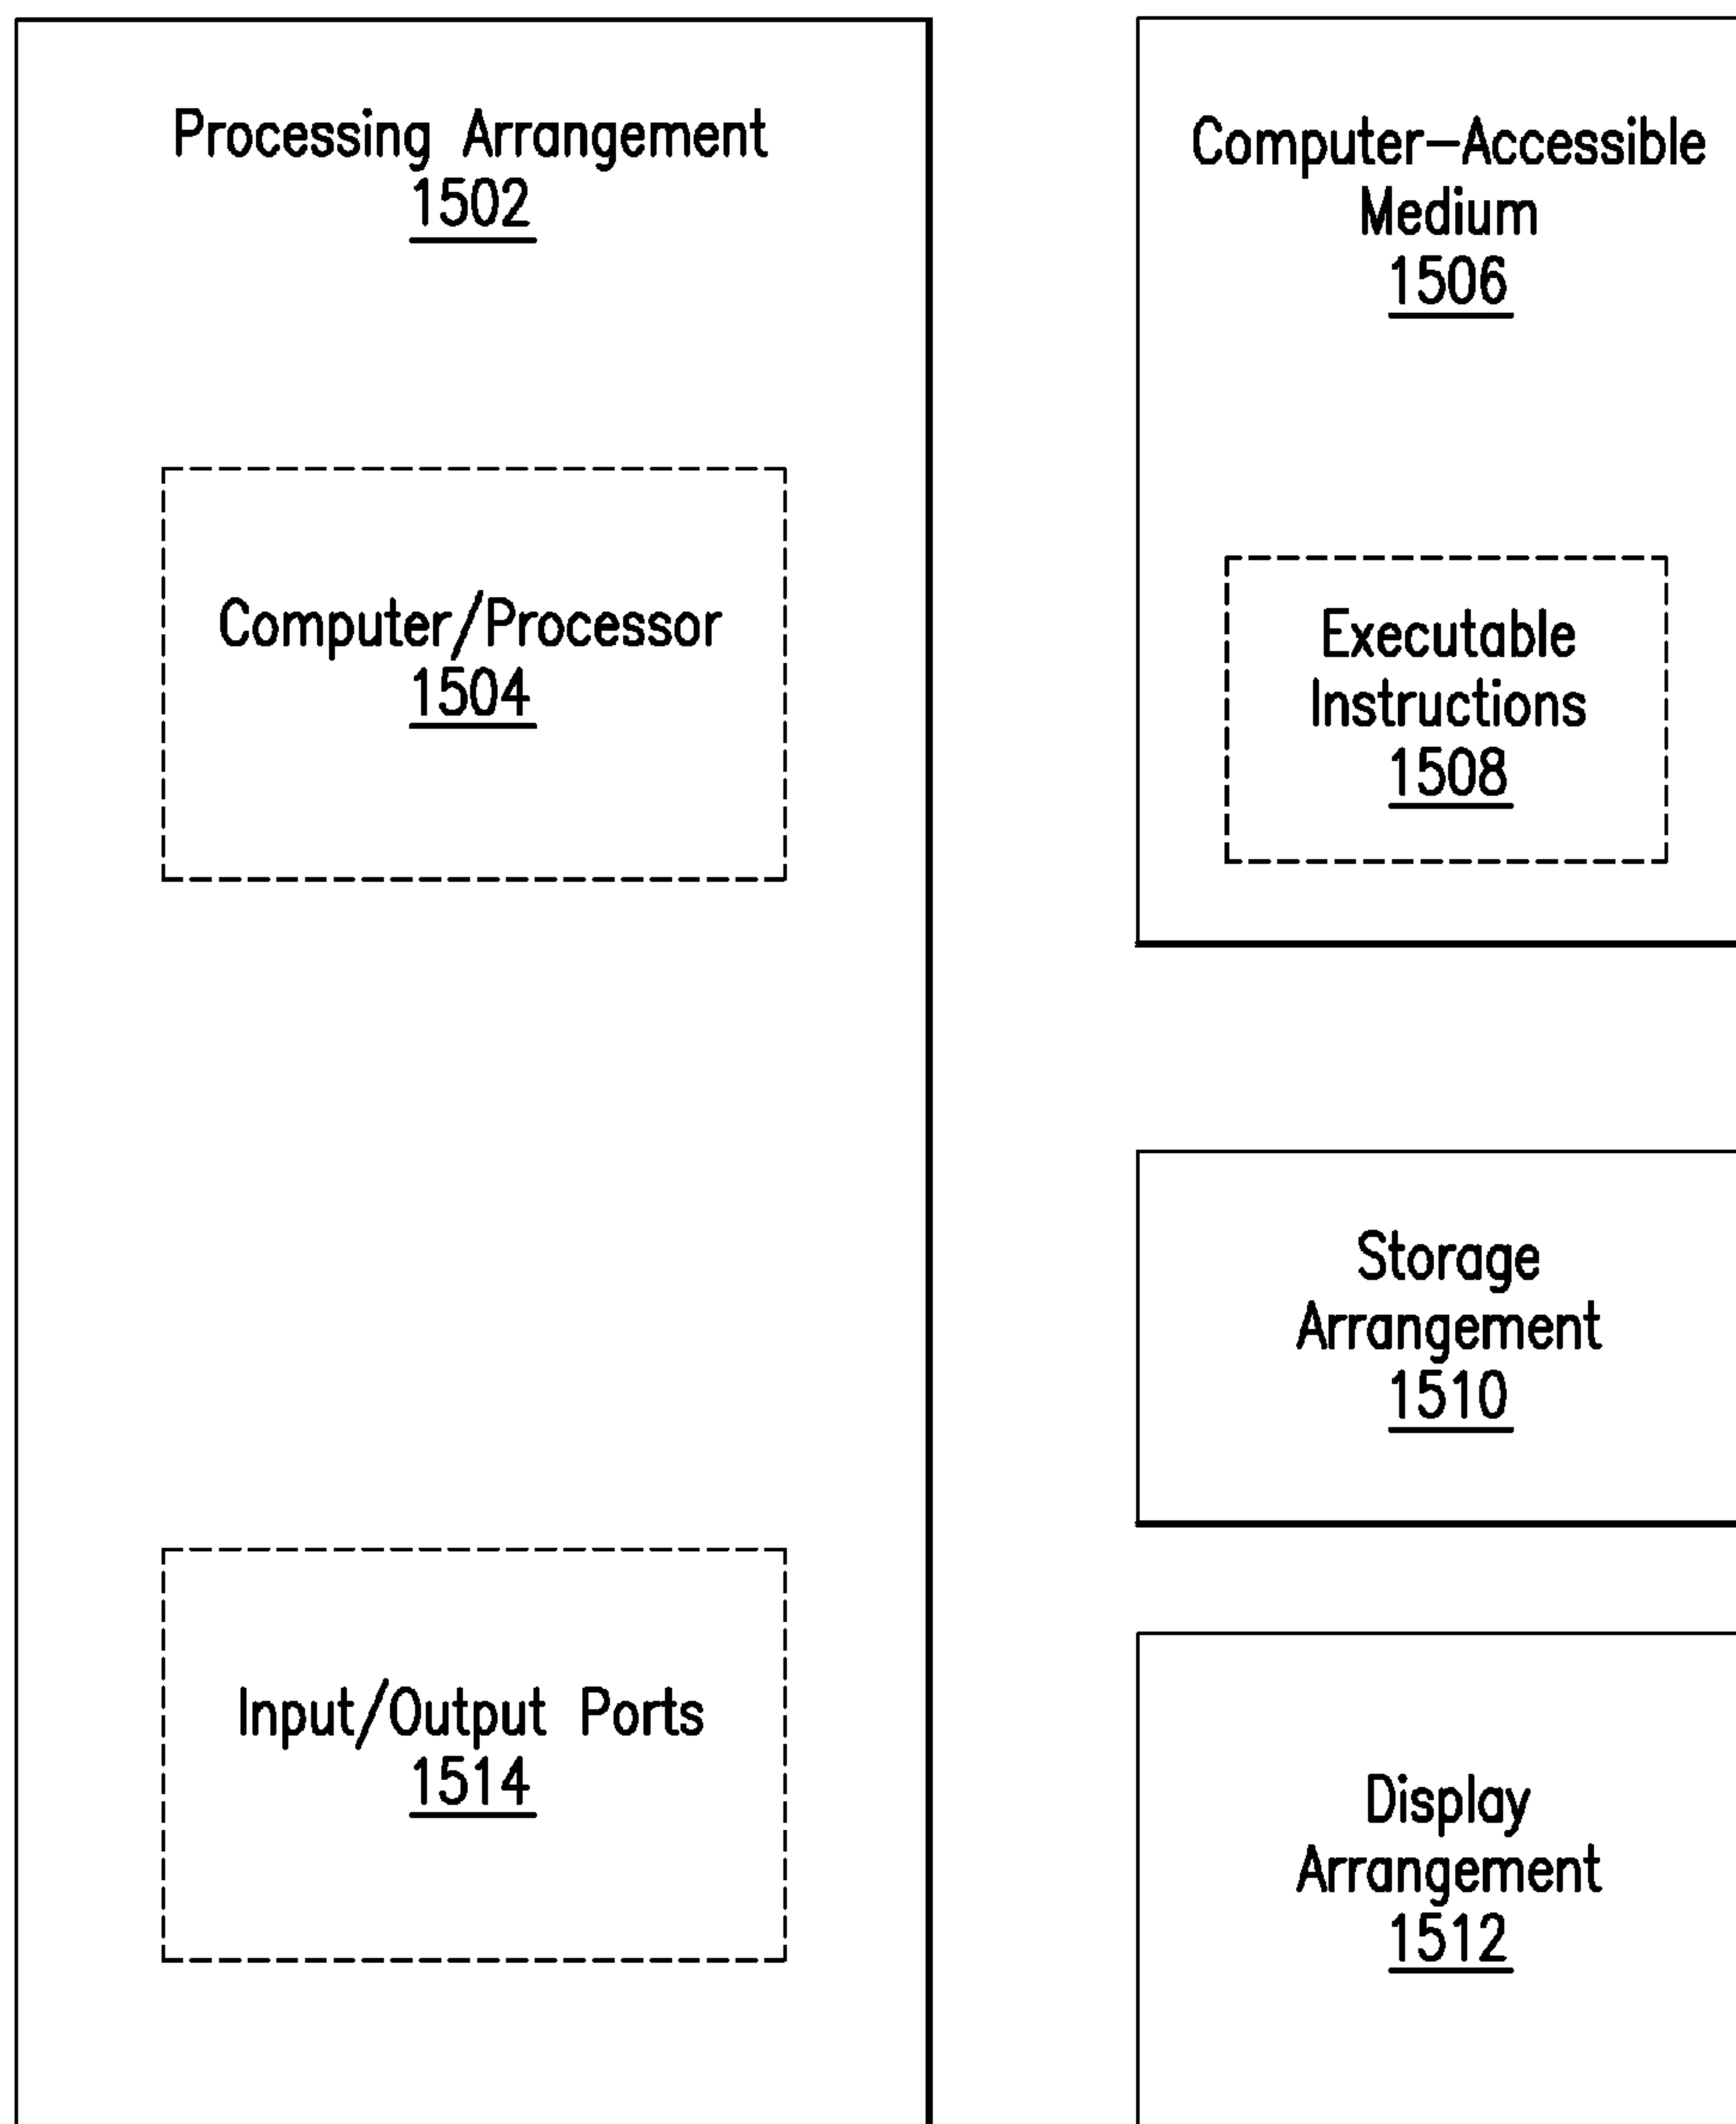 Processing Arrangement
1502
Computer/Processor
1504
Input/Output Ports
1514
Computer-Accessible
Medium
1506
Executable
Instructions
1508
Storage
Arrangement
1510
Display
Arrangement
1512